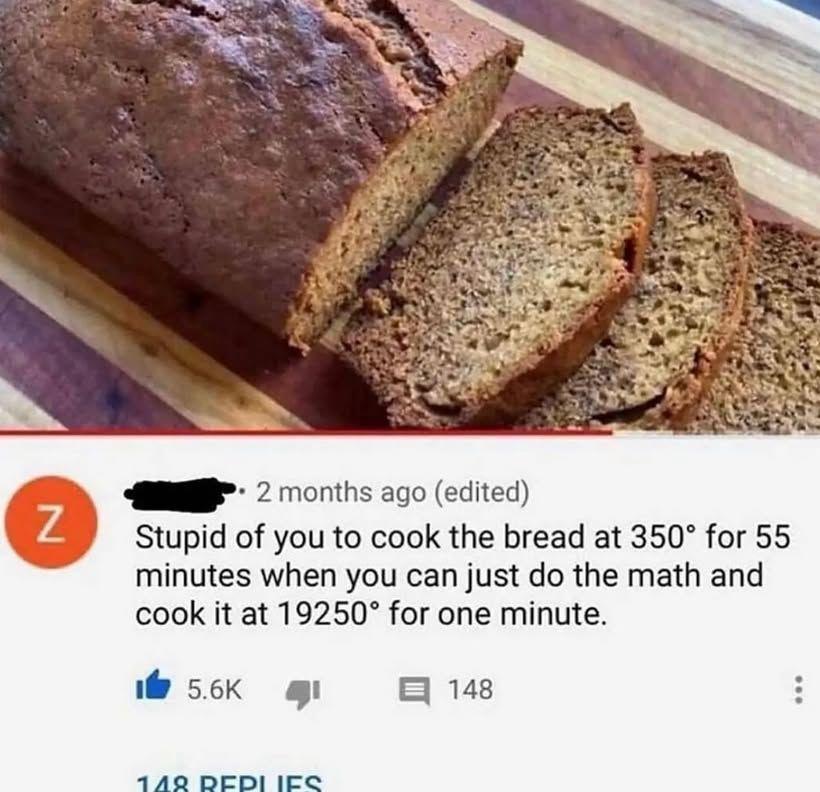 Z
• 2 months ago (edited)
Stupid of you to cook the bread at 350° for 55
minutes when you can just do the math and
cook it at 19250° for one minute.
5.6K 148
148 REPLIES